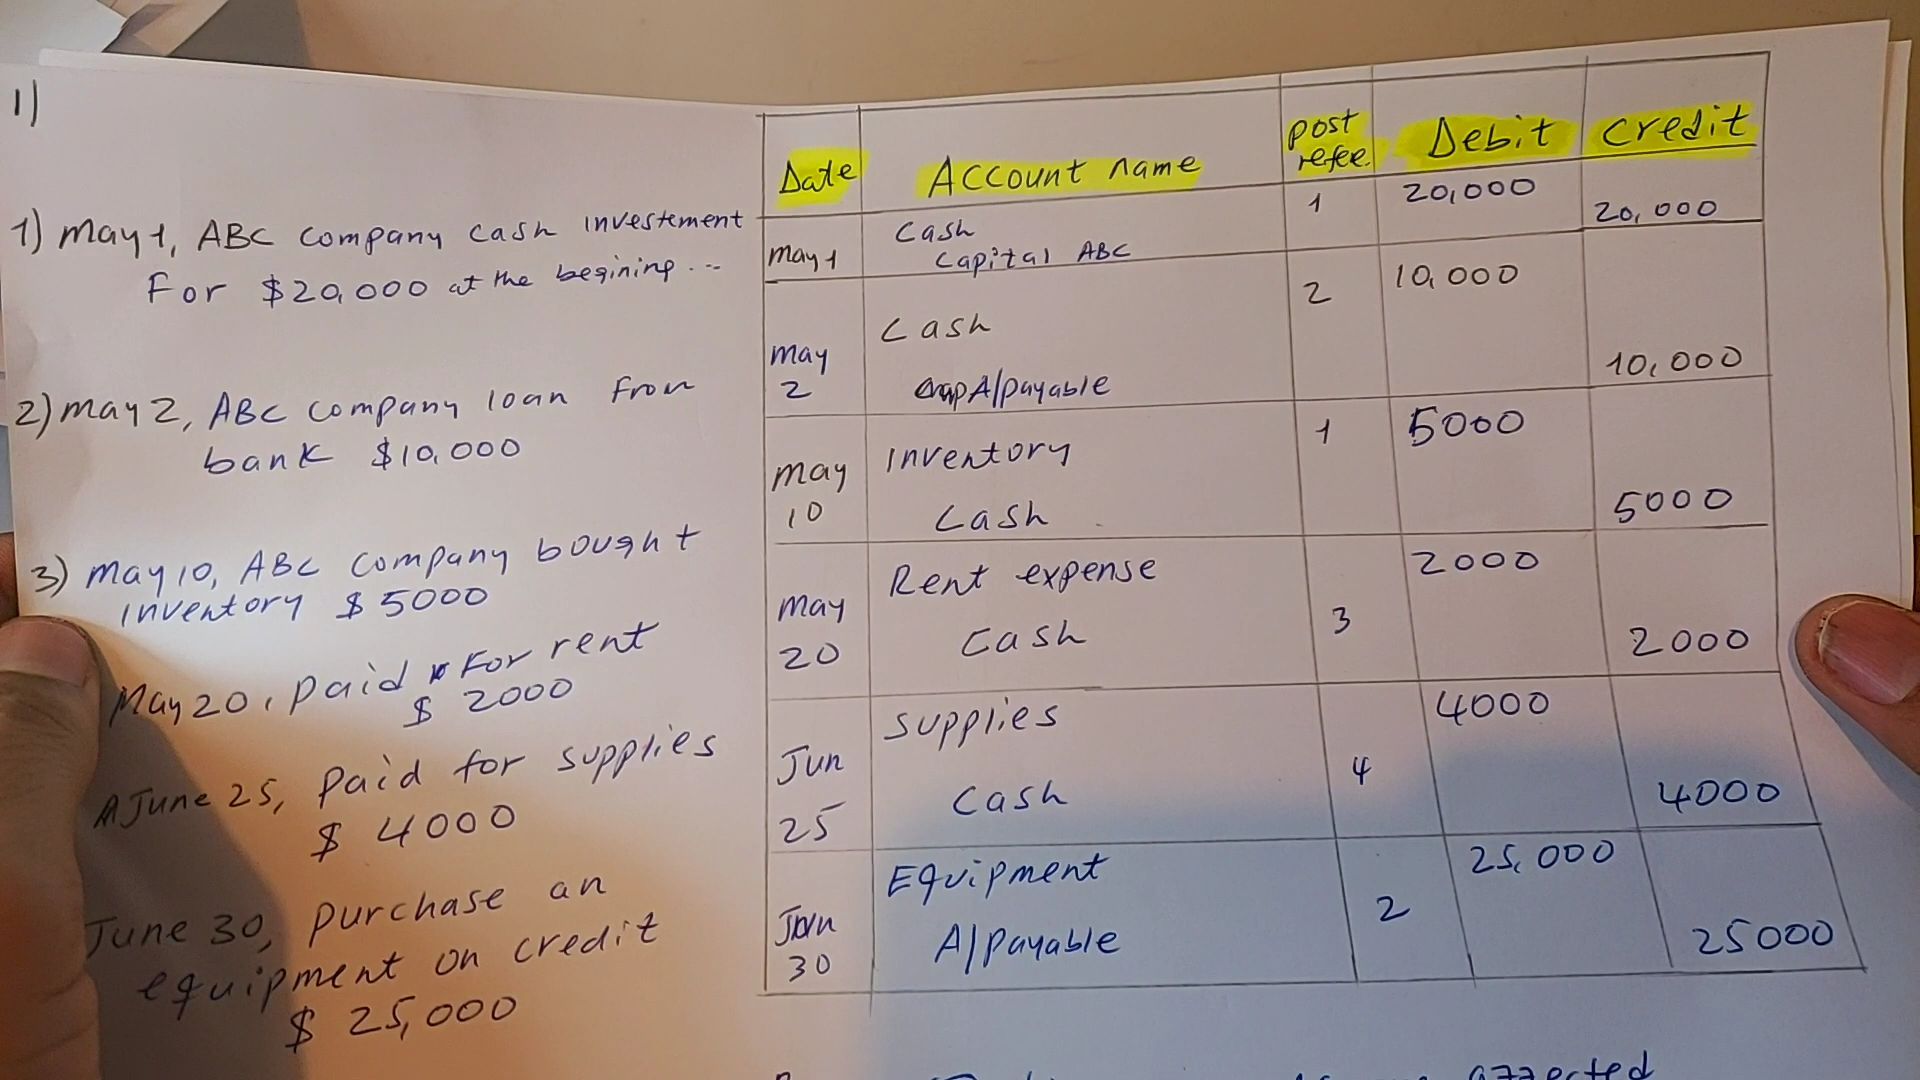 1)
1) May 1, ABC company cash investement
For $20,000 at the begining...
2) may 2, ABC company loan from
bank $10,000
3) may 10, ABC company bought
inventory $5000
May 20, paid for rent
$ 2000
June 25, paid for supplies
$ 4000
June 30, purchase an
equipment on credit
$ 25,000
Date Account name post refee. Debit credit
May 1 Cash 1 20,000
Capital ABC 20,000
May 2 Cash 2 10,000
A/payable 10,000
May 10 Inventory 1 5000
Cash 5000
May 20 Rent expense 2000
Cash 3 2000
Jun 25 Supplies 4000
Cash 4 4000
Jun 30 Equipment 25,000
A/payable 2 25000